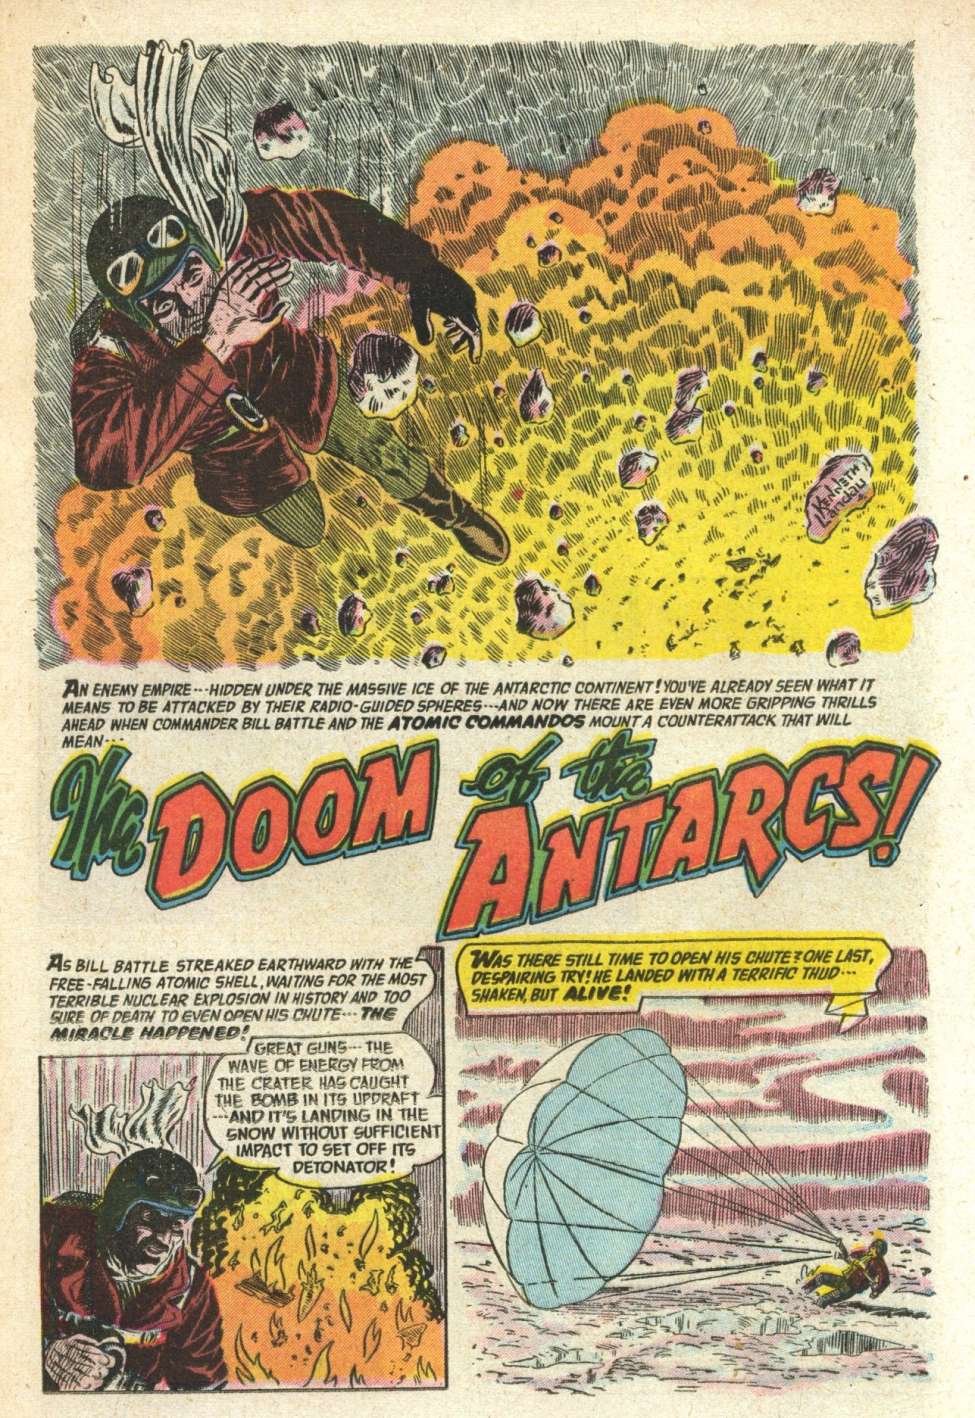 AN ENEMY EMPIRE---HIDDEN UNDER THE MASSIVE ICE OF THE ANTARCTIC CONTINENT! YOU'VE ALREADY SEEN WHAT IT
MEANS TO BE ATTACKED BY THEIR RADIO-GUIDED SPHERES---AND NOW THERE ARE EVEN MORE GRIPPING THRILLS
AHEAD WHEN COMMANDER BILL BATTLE AND THE ATOMIC COMMANDOS MOUNT A COUNTERATTACK THAT WILL
MEAN---
The DOOM of the ANTARCS!
AS BILL BATTLE STREAKED EARTHWARD WITH THE
FREE-FALLING ATOMIC SHELL, WAITING FOR THE MOST
TERRIBLE NUCLEAR EXPLOSION IN HISTORY AND TOO
SURE OF DEATH TO EVEN OPEN HIS CHUTE--- THE
MIRACLE HAPPENED!
GREAT GUNS--- THE
WAVE OF ENERGY FROM
THE CRATER HAS CAUGHT
THE BOMB IN ITS UPDRAFT
---AND IT'S LANDING IN THE
SNOW WITHOUT SUFFICIENT
IMPACT TO SET OFF ITS
DETONATOR!
WAS THERE STILL TIME TO OPEN HIS CHUTE? ONE LAST,
DESPAIRING TRY! HE LANDED WITH A TERRIFIC THUD---
SHAKEN, BUT ALIVE!